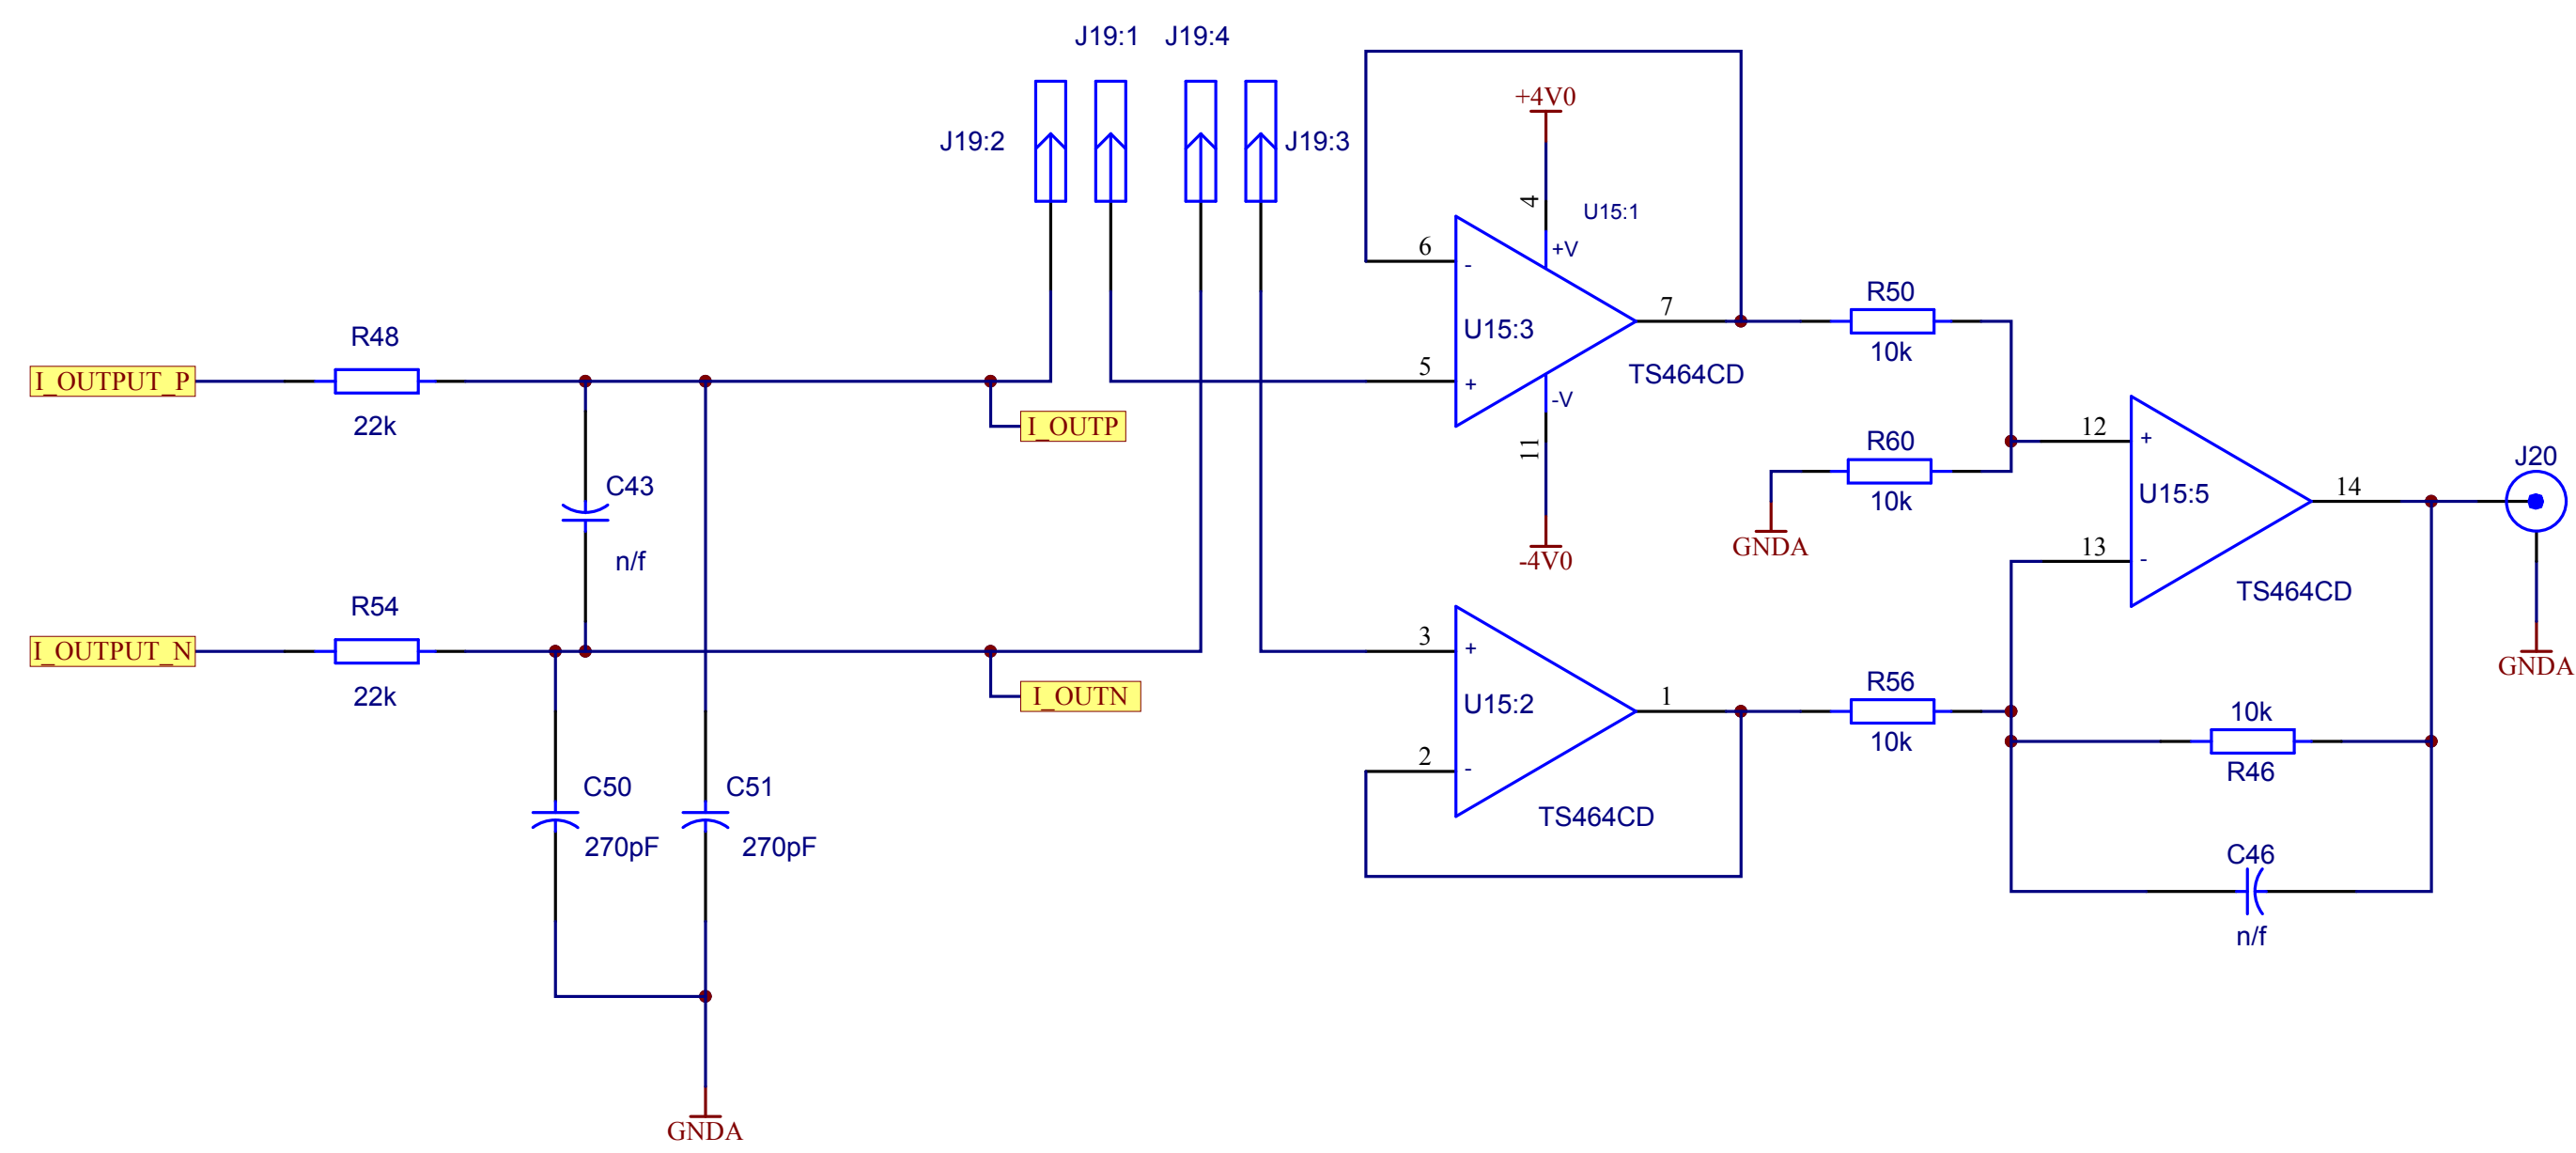 J19:1 J19:4
+4V0
J19:2
J19:3
4
U15:1
6
-
+V
R50
7
U15:3
10k
R48
I_OUTPUT_P
22k
5
+
-V
TS464CD
I_OUTP
11
R60
10k
12
+
J20
C43
n/f
U15:5
14
GNDA
-4V0
13
-
TS464CD
R54
I_OUTPUT_N
22k
3
+
GNDA
I_OUTN
U15:2
1
R56
10k
10k
R46
2
-
C50
270pF
C51
270pF
TS464CD
C46
n/f
GNDA